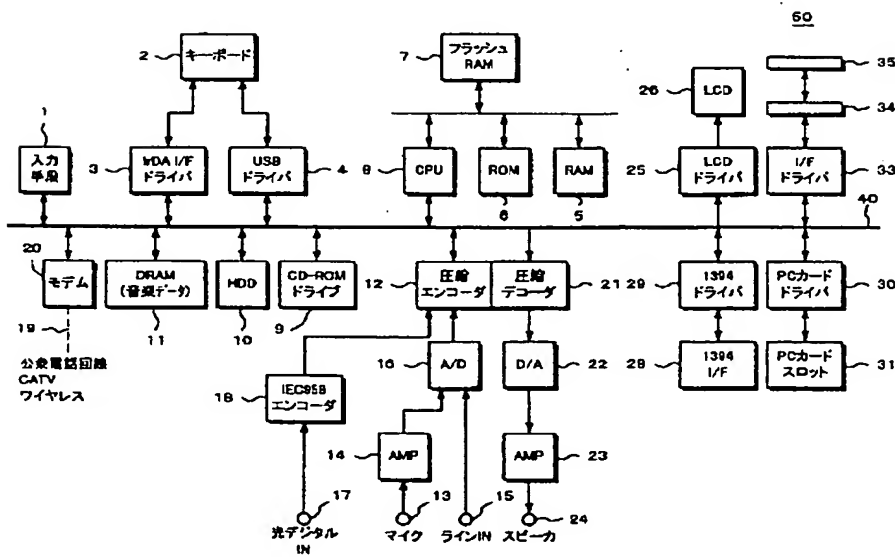 50
2
キーボード
7
フラッシュ
RAM
35
26
LCD
34
1
入力
手段
3
IrDA I/F
ドライバ
USB
ドライバ
4
8
CPU
ROM
6
RAM
5
25
LCD
ドライバ
I/F
ドライバ
33
40
20
モデム
DRAM
(音楽データ)
11
HDD
10
CD-ROM
ドライブ
9
12
圧縮
エンコーダ
圧縮
デコーダ
21
29
1394
ドライバ
PCカード
ドライバ
30
19
公衆電話回線
CATV
ワイヤレス
18
IEC958
エンコーダ
16
A/D
D/A
22
28
1394
I/F
PCカード
スロット
31
14
AMP
AMP
23
17
光デジタル
IN
13
マイク
15
ラインIN
24
スピーカ